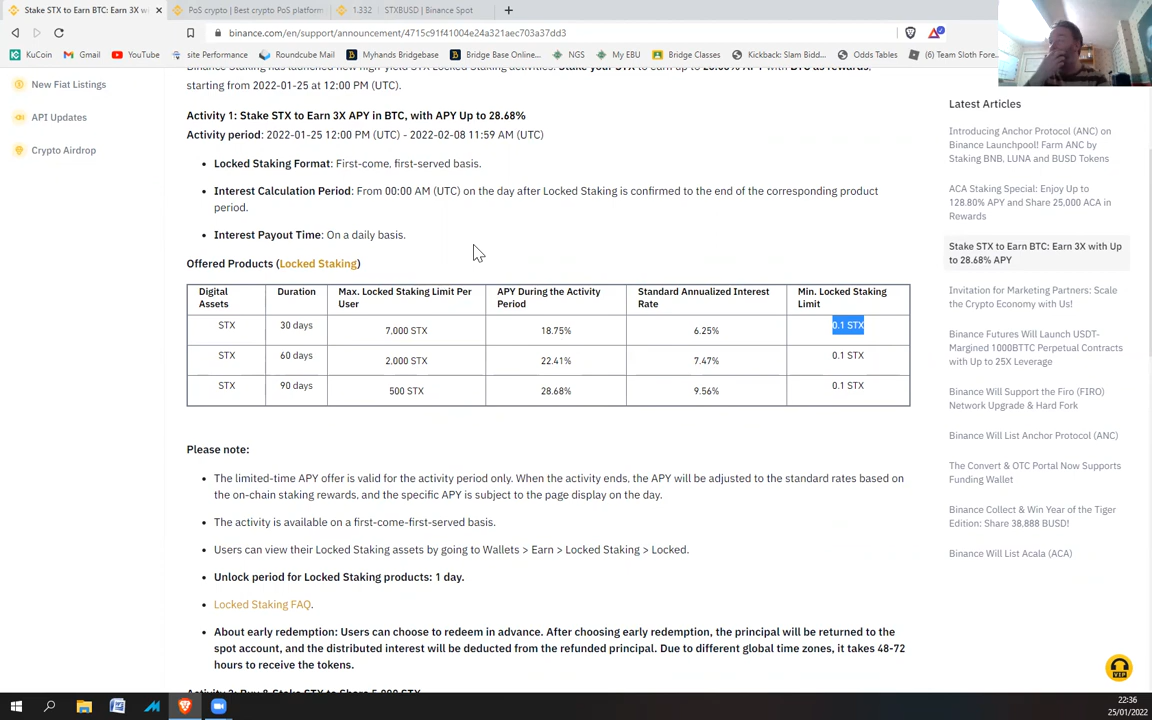 Stake STX to Earn BTC: Earn 3X w
PoS crypto | Best crypto PoS platform
1.332 STXBUSD | Binance Spot
binance.com/en/support/announcement/4715c91f41004e24a321aec703a37dd3
KuCoin
Gmail
YouTube
site Performance
Roundcube Mail
Myhands Bridgebase
Bridge Base Online...
NGS
My EBU
Bridge Classes
Kickback: Slam Bidd...
Odds Tables
(6) Team Sloth Fore...
New Fiat Listings
API Updates
Crypto Airdrop
starting from 2022-01-25 at 12:00 PM (UTC).
Activity 1: Stake STX to Earn 3X APY in BTC, with APY Up to 28.68%
Activity period: 2022-01-25 12:00 PM (UTC) - 2022-02-08 11:59 AM (UTC)
• Locked Staking Format: First-come, first-served basis.
• Interest Calculation Period: From 00:00 AM (UTC) on the day after Locked Staking is confirmed to the end of the corresponding product
period.
• Interest Payout Time: On a daily basis.
Offered Products (Locked Staking)
Digital Assets Duration Max. Locked Staking Limit Per User APY During the Activity Period Standard Annualized Interest Rate Min. Locked Staking Limit
STX 30 days 7,000 STX 18.75% 6.25% 0.1 STX
STX 60 days 2,000 STX 22.41% 7.47% 0.1 STX
STX 90 days 500 STX 28.68% 9.56% 0.1 STX
Please note:
• The limited-time APY offer is valid for the activity period only. When the activity ends, the APY will be adjusted to the standard rates based
on the on-chain staking rewards, and the specific APY is subject to the page display on the day.
• The activity is available on a first-come-first-served basis.
• Users can view their Locked Staking assets by going to Wallets > Earn > Locked Staking > Locked.
• Unlock period for Locked Staking products: 1 day.
• Locked Staking FAQ.
• About early redemption: Users can choose to redeem in advance. After choosing early redemption, the principal will be returned to the
spot account, and the distributed interest will be deducted from the refunded principal. Due to different global time zones, it takes 48-72
hours to receive the tokens.
Latest Articles
Introducing Anchor Protocol (ANC) on
Binance Launchpool! Farm ANC by
Staking BNB, LUNA and BUSD Tokens
ACA Staking Special: Enjoy Up to
128.80% APY and Share 25,000 ACA in
Rewards
Stake STX to Earn BTC: Earn 3X with Up
to 28.68% APY
Invitation for Marketing Partners: Scale
the Crypto Economy with Us!
Binance Futures Will Launch USDT-
Margined 1000BTTC Perpetual Contracts
with Up to 25X Leverage
Binance Will Support the Firo (FIRO)
Network Upgrade & Hard Fork
Binance Will List Anchor Protocol (ANC)
The Convert & OTC Portal Now Supports
Funding Wallet
Binance Collect & Win Year of the Tiger
Edition: Share 38,888 BUSD!
Binance Will List Acala (ACA)
VIP
22:36
25/01/2022